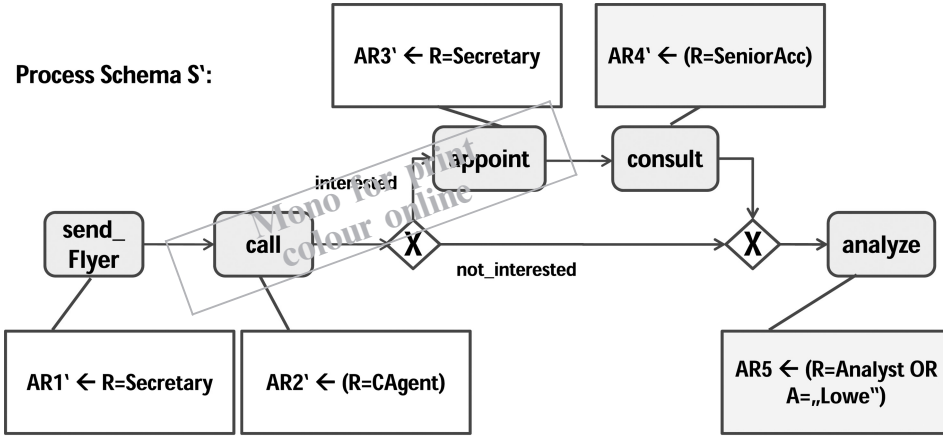 Process Schema S‘:
AR3‘ ← R=Secretary
AR4‘ ← (R=SeniorAcc)
appoint
consult
interested
Mono for print
colour online
send_
Flyer
call
X
X
analyze
not_interested
AR1‘ ← R=Secretary
AR2‘ ← (R=CAgent)
AR5 ← (R=Analyst OR
A=„Lowe“)